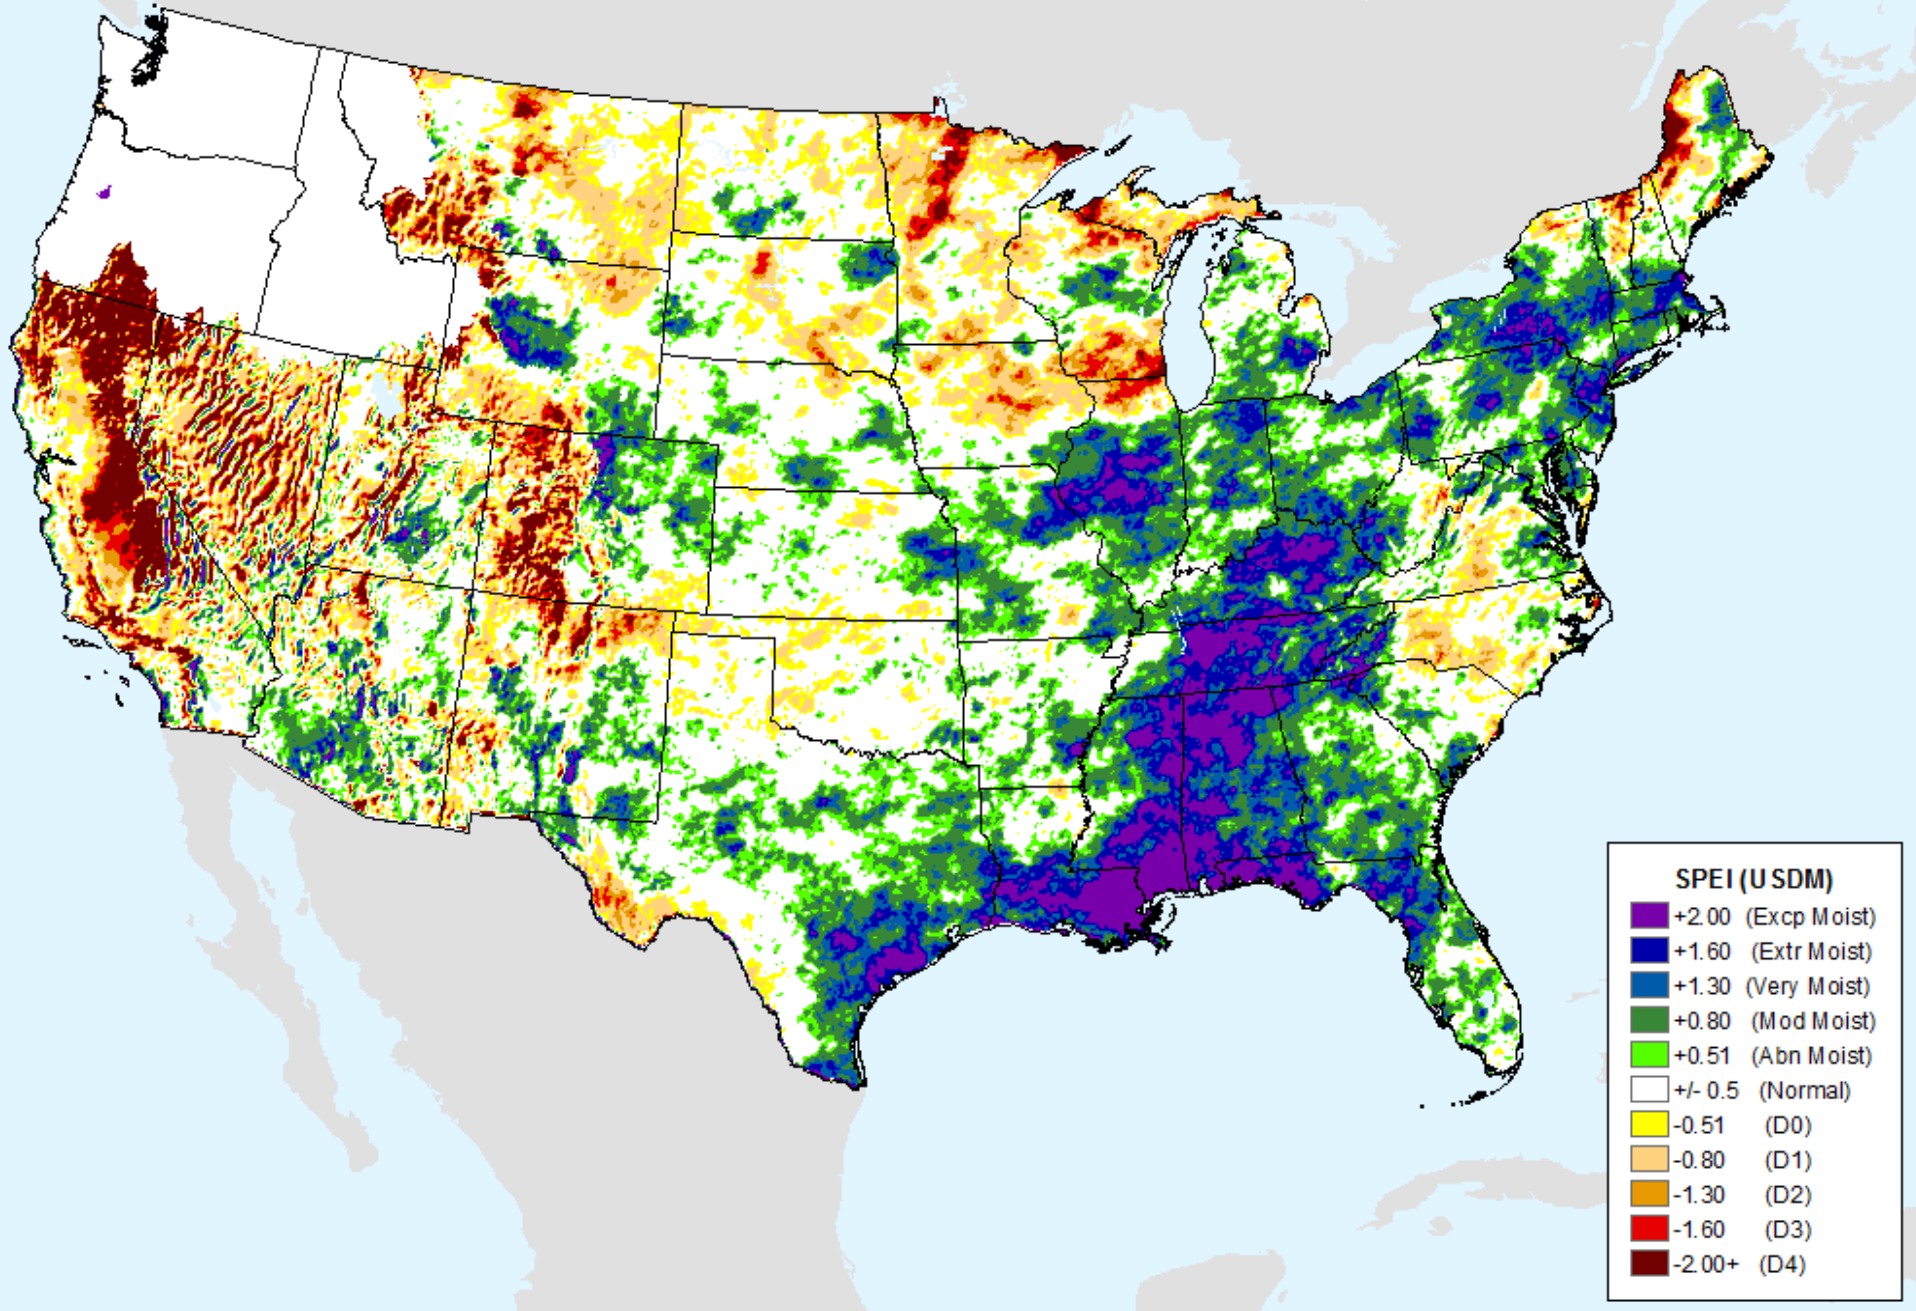 SPEI (USDM)
+2.00 (Excp Moist)
+1.60 (Extr Moist)
+1.30 (Very Moist)
+0.80 (Mod Moist)
+0.51 (Abn Moist)
+/- 0.5 (Normal)
-0.51 (D0)
-0.80 (D1)
-1.30 (D2)
-1.60 (D3)
-2.00+ (D4)